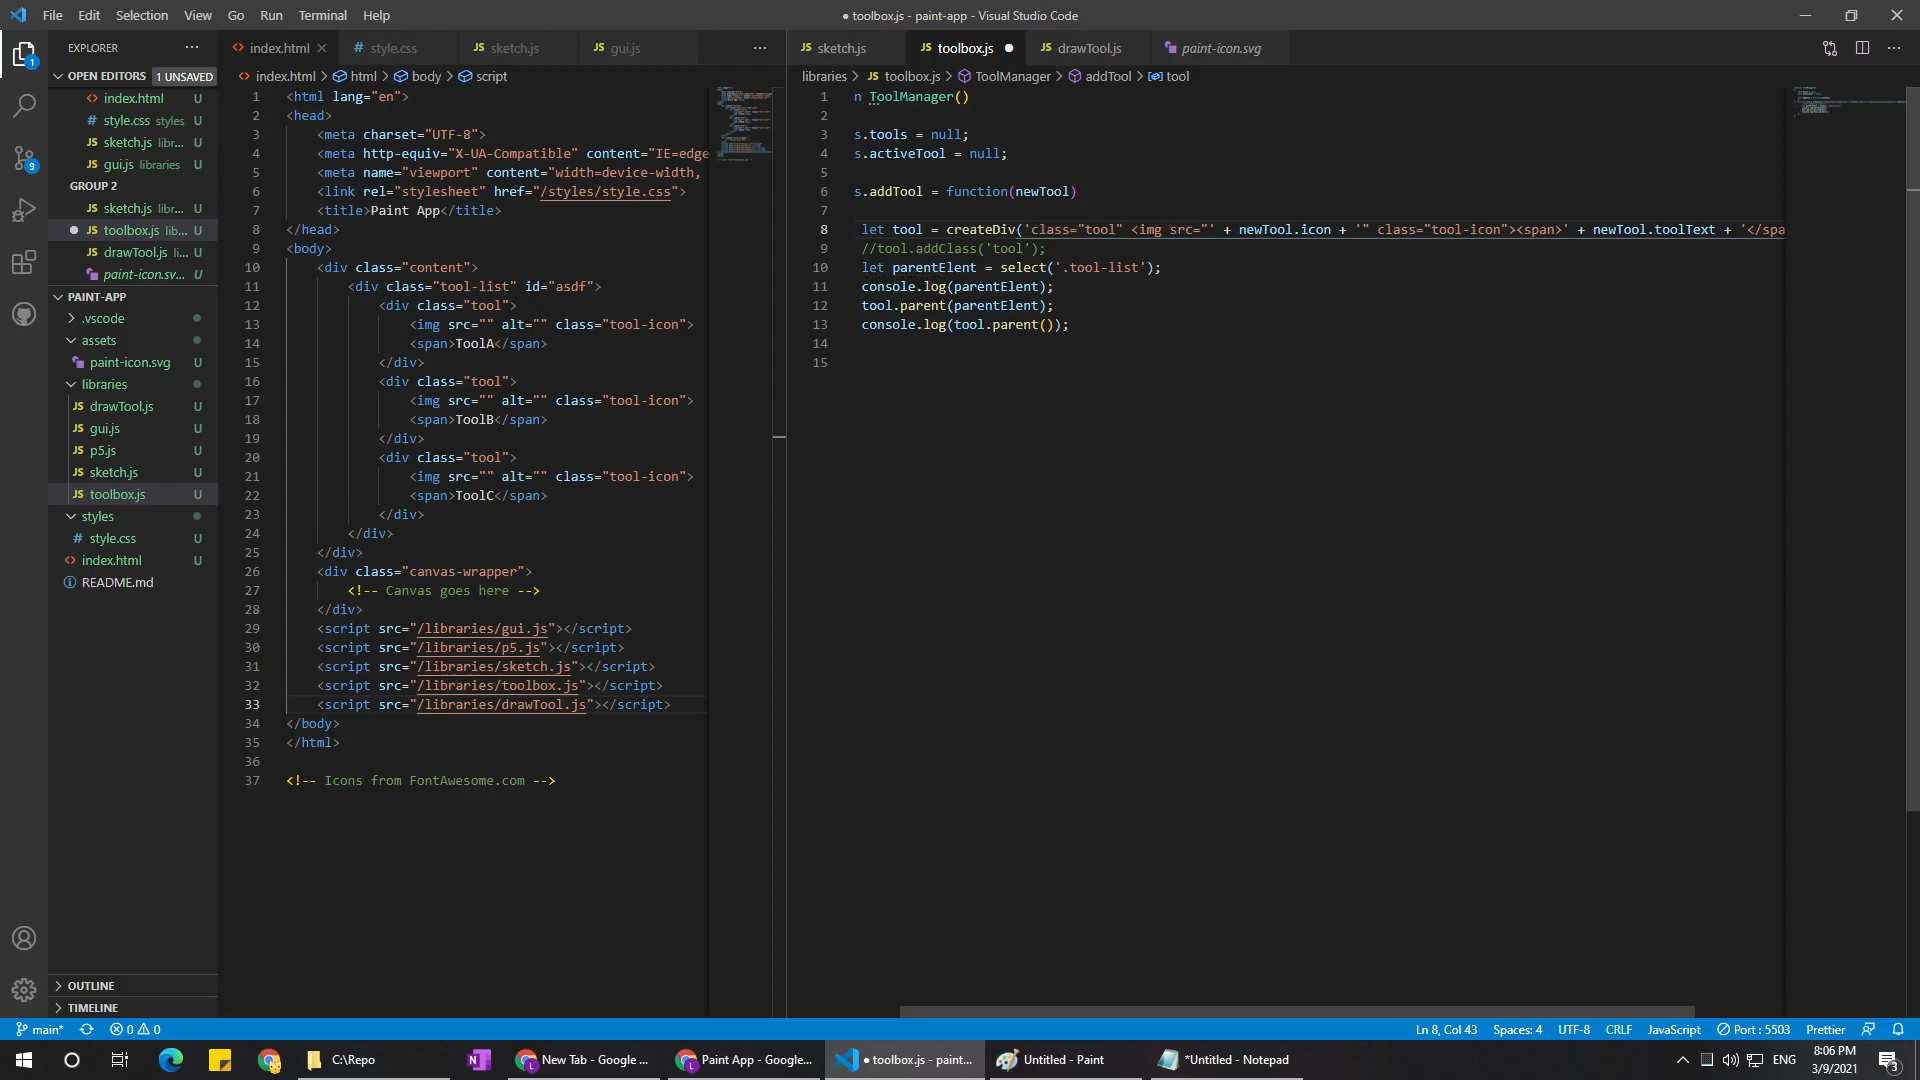 File Edit Selection View Go Run Terminal Help
● toolbox.js - paint-app - Visual Studio Code
EXPLORER
OPEN EDITORS 1 UNSAVED
index.html U
style.css styles U
sketch.js libr... U
gui.js libraries U
GROUP 2
sketch.js libr... U
toolbox.js lib... U
drawTool.js li... U
paint-icon.sv... U
PAINT-APP
.vscode
assets
paint-icon.svg U
libraries
drawTool.js U
gui.js U
p5.js U
sketch.js U
toolbox.js U
styles
style.css U
index.html U
README.md
OUTLINE
TIMELINE
index.html style.css sketch.js gui.js
index.html > html > body > script
1 <html lang="en">
2 <head>
3 <meta charset="UTF-8">
4 <meta http-equiv="X-UA-Compatible" content="IE=edge
5 <meta name="viewport" content="width=device-width,
6 <link rel="stylesheet" href="/styles/style.css">
7 <title>Paint App</title>
8 </head>
9 <body>
10 <div class="content">
11 <div class="tool-list" id="asdf">
12 <div class="tool">
13 <img src="" alt="" class="tool-icon">
14 <span>ToolA</span>
15 </div>
16 <div class="tool">
17 <img src="" alt="" class="tool-icon">
18 <span>ToolB</span>
19 </div>
20 <div class="tool">
21 <img src="" alt="" class="tool-icon">
22 <span>ToolC</span>
23 </div>
24 </div>
25 </div>
26 <div class="canvas-wrapper">
27 <!-- Canvas goes here -->
28 </div>
29 <script src="/libraries/gui.js"></script>
30 <script src="/libraries/p5.js"></script>
31 <script src="/libraries/sketch.js"></script>
32 <script src="/libraries/toolbox.js"></script>
33 <script src="/libraries/drawTool.js"></script>
34 </body>
35 </html>
36
37 <!-- Icons from FontAwesome.com -->
sketch.js toolbox.js drawTool.js paint-icon.svg
libraries > toolbox.js > ToolManager > addTool > tool
1 n ToolManager()
2
3 s.tools = null;
4 s.activeTool = null;
5
6 s.addTool = function(newTool)
7
8 let tool = createDiv('class="tool" <img src="' + newTool.icon + '" class="tool-icon"><span>' + newTool.toolText + '</spa
9 //tool.addClass('tool');
10 let parentElent = select('.tool-list');
11 console.log(parentElent);
12 tool.parent(parentElent);
13 console.log(tool.parent());
14
15
main* 0 0
Ln 8, Col 43 Spaces: 4 UTF-8 CRLF JavaScript Port : 5503 Prettier
C:\Repo
New Tab - Google ...
Paint App - Google...
● toolbox.js - paint...
Untitled - Paint
*Untitled - Notepad
ENG
8:06 PM
3/9/2021
3